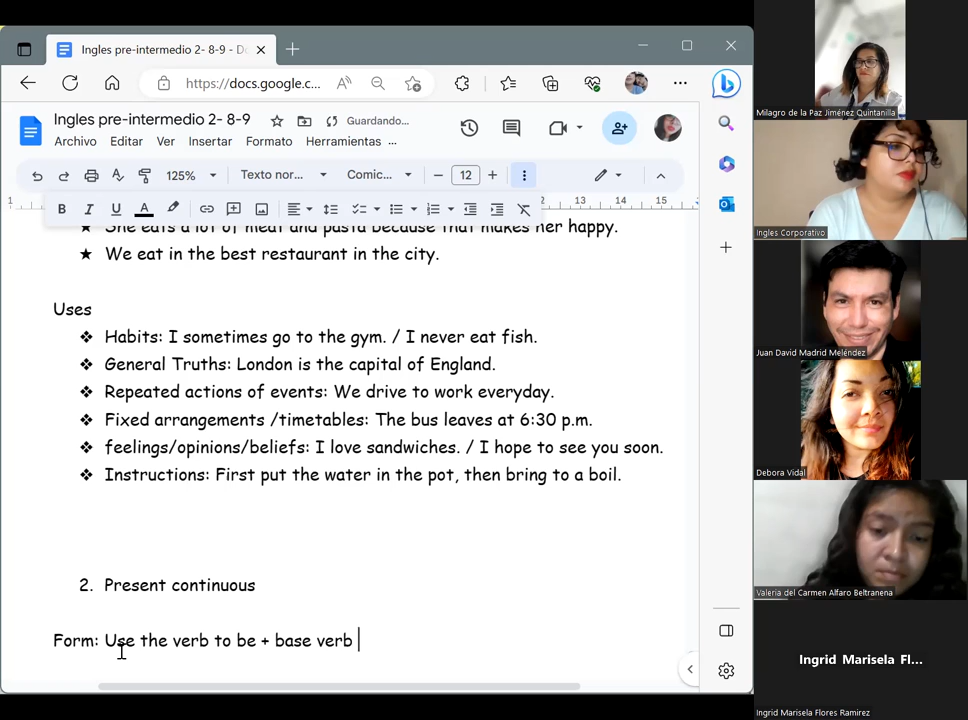 Ingles pre-intermedio 2- 8-9 - Do
https://docs.google.c...
Ingles pre-intermedio 2- 8-9
Guardando...
Archivo Editar Ver Insertar Formato Herramientas ...
125% Texto nor... Comic... 12
1 12 13 14 15
She eats a lot of meat and pasta because that makes her happy.
We eat in the best restaurant in the city.
Uses
Habits: I sometimes go to the gym. / I never eat fish.
General Truths: London is the capital of England.
Repeated actions of events: We drive to work everyday.
Fixed arrangements /timetables: The bus leaves at 6:30 p.m.
feelings/opinions/beliefs: I love sandwiches. / I hope to see you soon.
Instructions: First put the water in the pot, then bring to a boil.
2. Present continuous
Form: Use the verb to be + base verb
Milagro de la Paz Jiménez Quintanilla
Ingles Corporativo
Juan David Madrid Meléndez
Debora Vidal
Valeria del Carmen Alfaro Beltranena
Ingrid Marisela Fl...
Ingrid Marisela Flores Ramirez